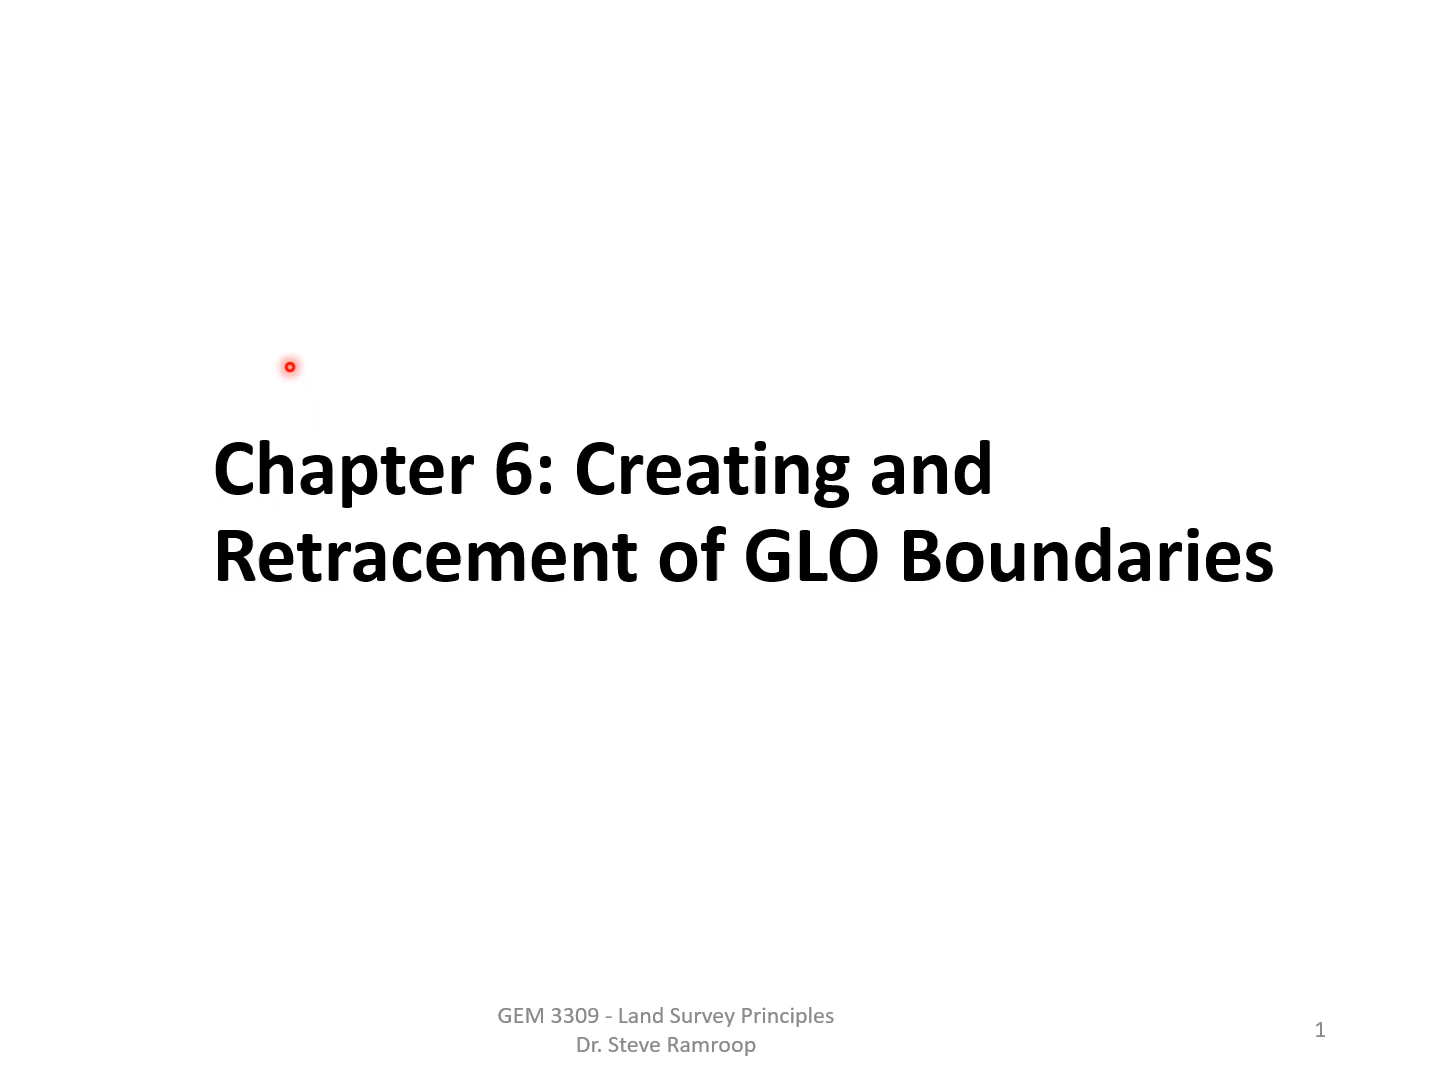 Chapter 6: Creating and
Retracement of GLO Boundaries
GEM 3309 - Land Survey Principles
Dr. Steve Ramroop
1